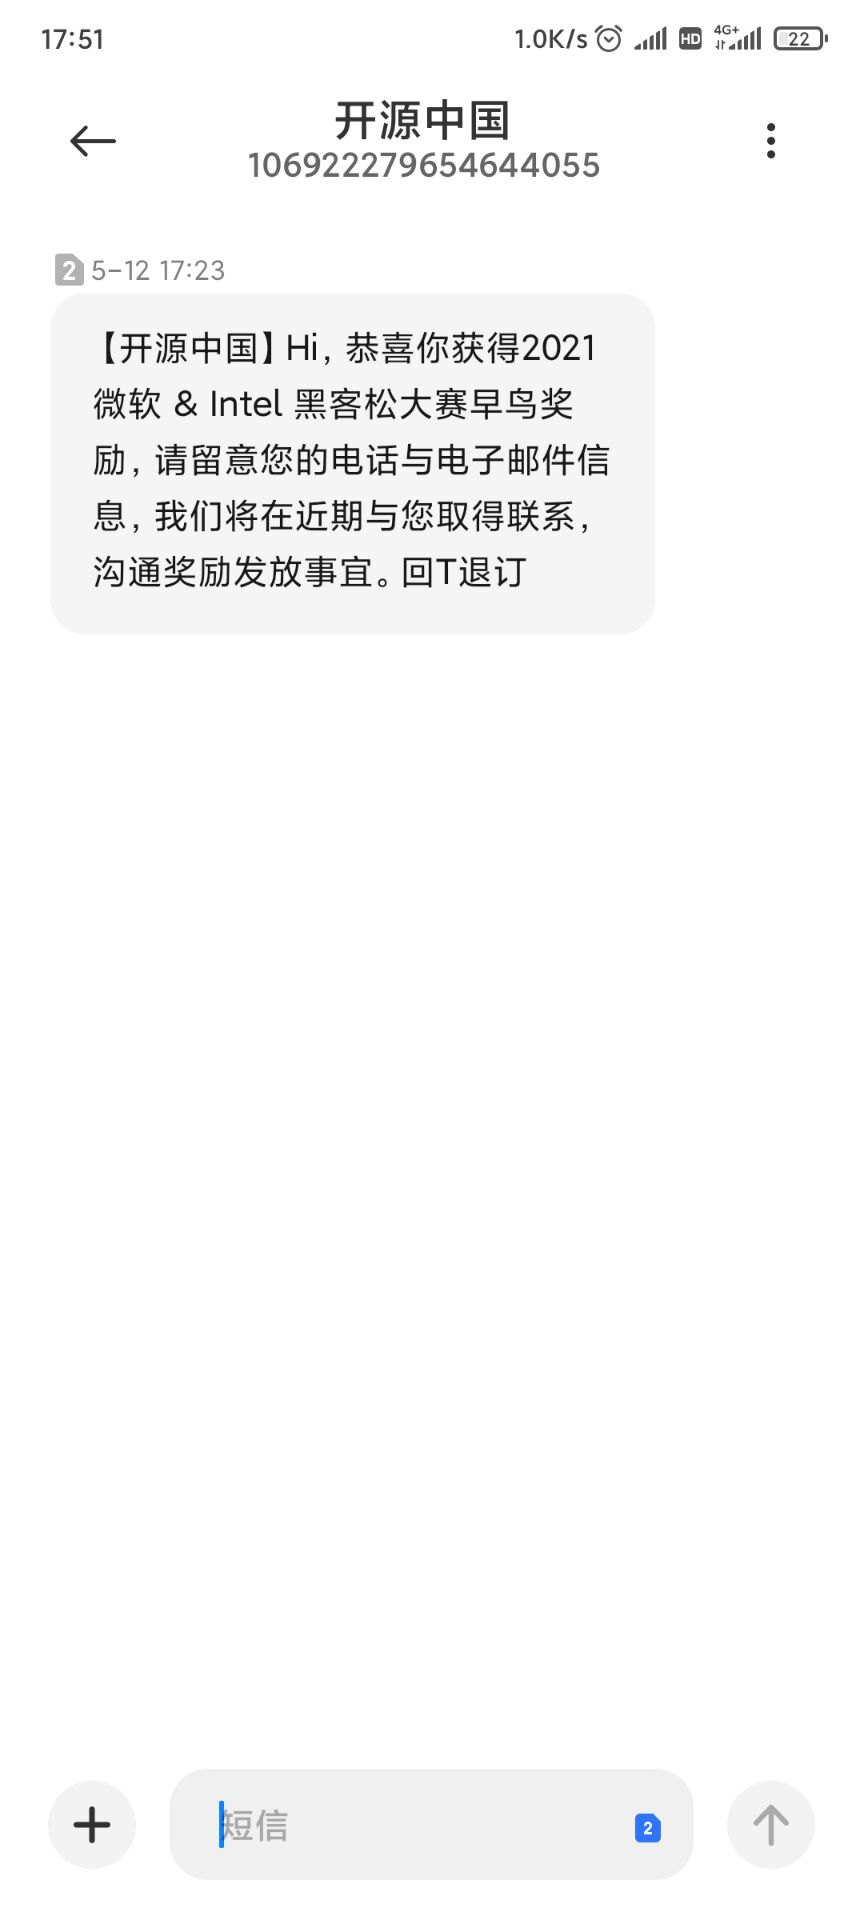 17:51
1.0K/s HD 4G+ 22
开源中国
106922279654644055
2 5-12 17:23
【开源中国】Hi，恭喜你获得2021
微软 & Intel 黑客松大赛早鸟奖
励，请留意您的电话与电子邮件信
息，我们将在近期与您取得联系，
沟通奖励发放事宜。回T退订
短信
2